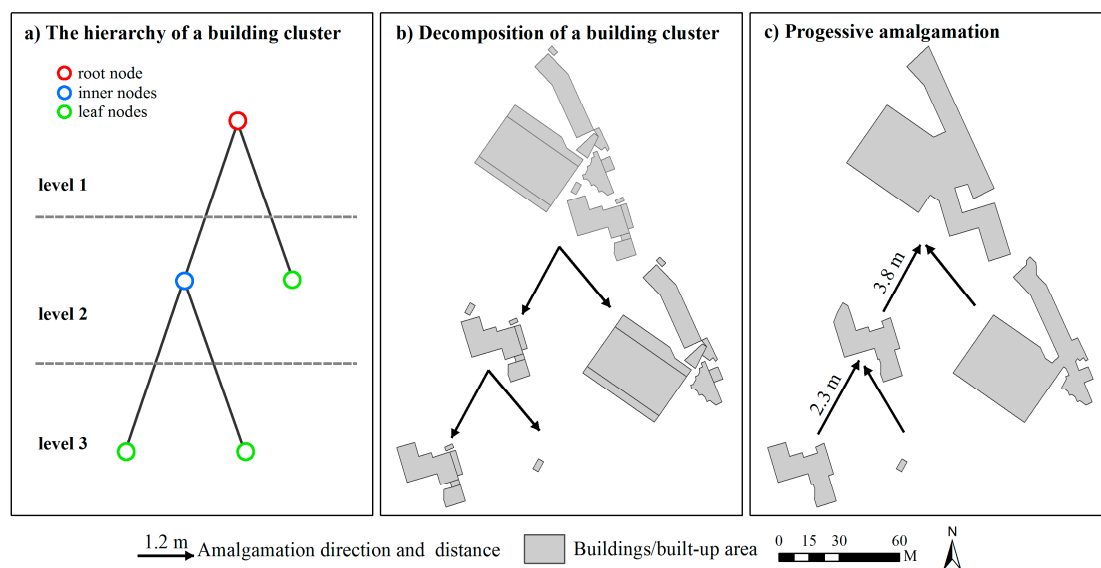 a) The hierarchy of a building cluster
root node
inner nodes
leaf nodes
level 1
level 2
level 3
b) Decomposition of a building cluster
c) Progessive amalgamation
3.8 m
2.3 m
1.2 m
Amalgamation direction and distance
Buildings/built-up area
0 15 30 60
M
N